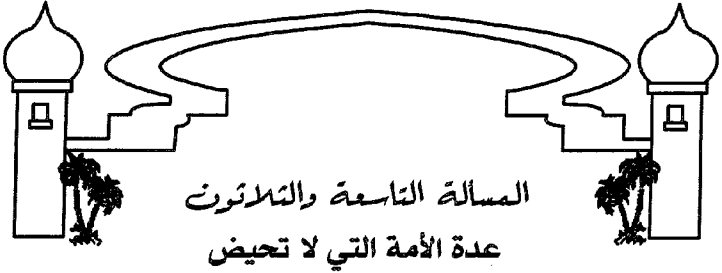 المسألة التاسعة والثلاثون
عدة الأمة التي لا تحيض